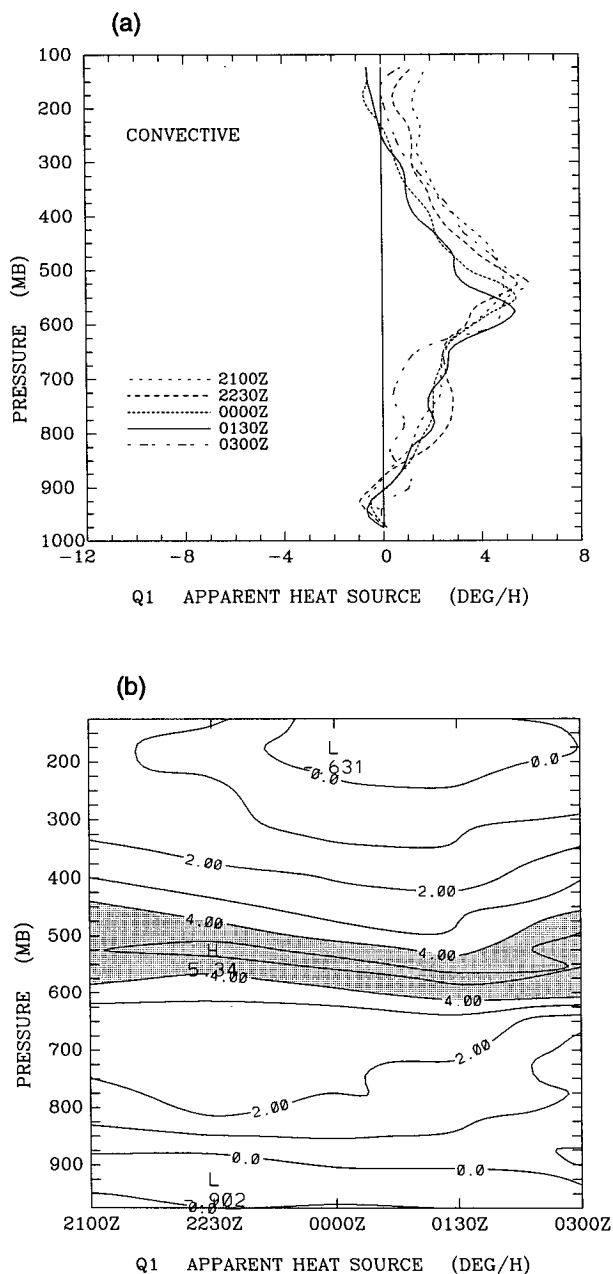 (a)
100
200
300
400
500
600
700
800
900
1000
PRESSURE (MB)
CONVECTIVE
2100Z
2230Z
0000Z
0130Z
0300Z
-12
-8
-4
0
4
8
Q1 APPARENT HEAT SOURCE (DEG/H)
(b)
200
300
400
500
600
700
800
900
PRESSURE (MB)
L
-.631
0.0
0.0
2.00
2.00
4.00
4.00
H
5.34
4.00
4.00
2.00
2.00
0.0
0.0
L
-.902
0.0
2100Z
2230Z
0000Z
0130Z
0300Z
Q1 APPARENT HEAT SOURCE (DEG/H)